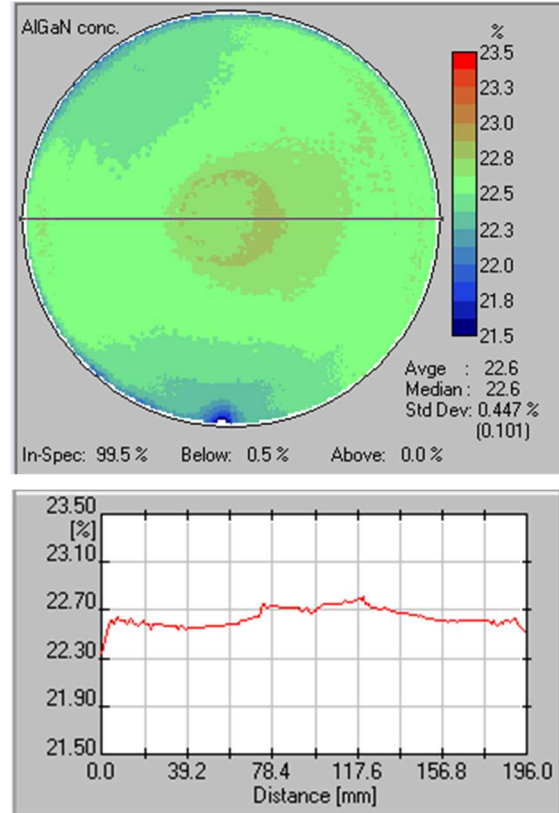 AlGaN conc.
%
23.5
23.3
23.0
22.8
22.5
22.3
22.0
21.8
21.5
Avge : 22.6
Median : 22.6
Std Dev: 0.447 %
(0.101)
In-Spec: 99.5 % Below: 0.5 % Above: 0.0 %
23.50
[%]
23.10
22.70
22.30
21.90
21.50
0.0 39.2 78.4 117.6 156.8 196.0
Distance [mm]